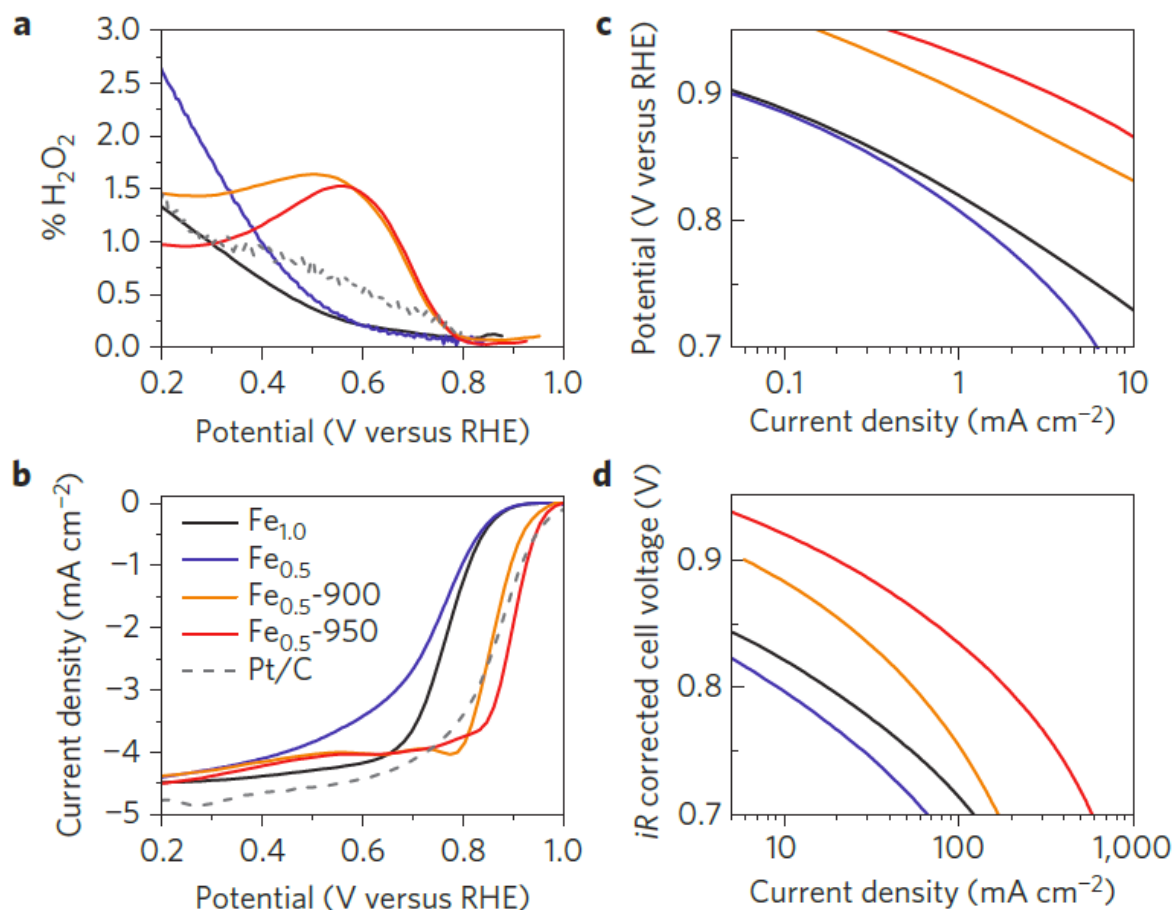 a
% H₂O₂
3.0
2.5
2.0
1.5
1.0
0.5
0.0
0.2 0.4 0.6 0.8 1.0
Potential (V versus RHE)
b
Current density (mA cm⁻²)
0
−1
−2
−3
−4
−5
Fe₁.₀
Fe₀.₅
Fe₀.₅-900
Fe₀.₅-950
Pt/C
0.2 0.4 0.6 0.8 1.0
Potential (V versus RHE)
c
Potential (V versus RHE)
0.9
0.8
0.7
0.1 1 10
Current density (mA cm⁻²)
d
iR corrected cell voltage (V)
0.9
0.8
0.7
10 100 1,000
Current density (mA cm⁻²)